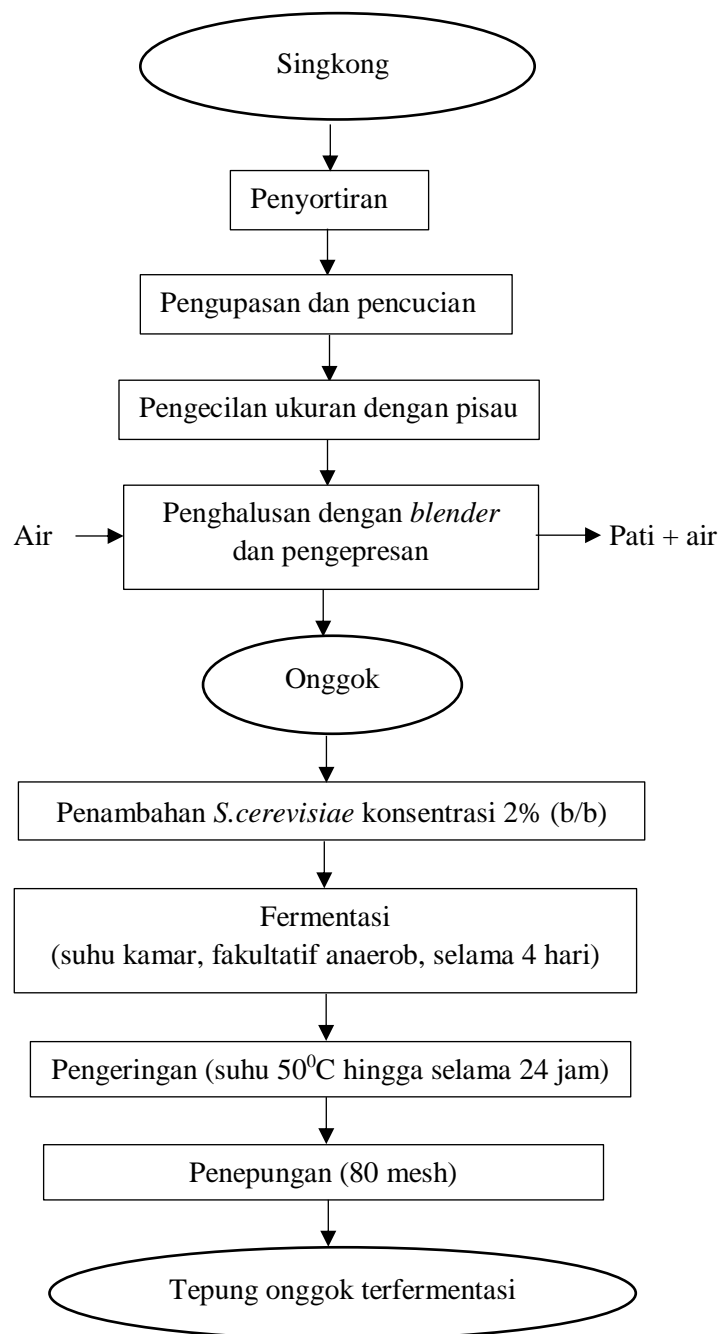 Singkong
Penyortiran
Pengupasan dan pencucian
Pengecilan ukuran dengan pisau
Air
Penghalusan dengan blender
dan pengepresan
Pati + air
Onggok
Penambahan S.cerevisiae konsentrasi 2% (b/b)
Fermentasi
(suhu kamar, fakultatif anaerob, selama 4 hari)
Pengeringan (suhu 50⁰C hingga selama 24 jam)
Penepungan (80 mesh)
Tepung onggok terfermentasi